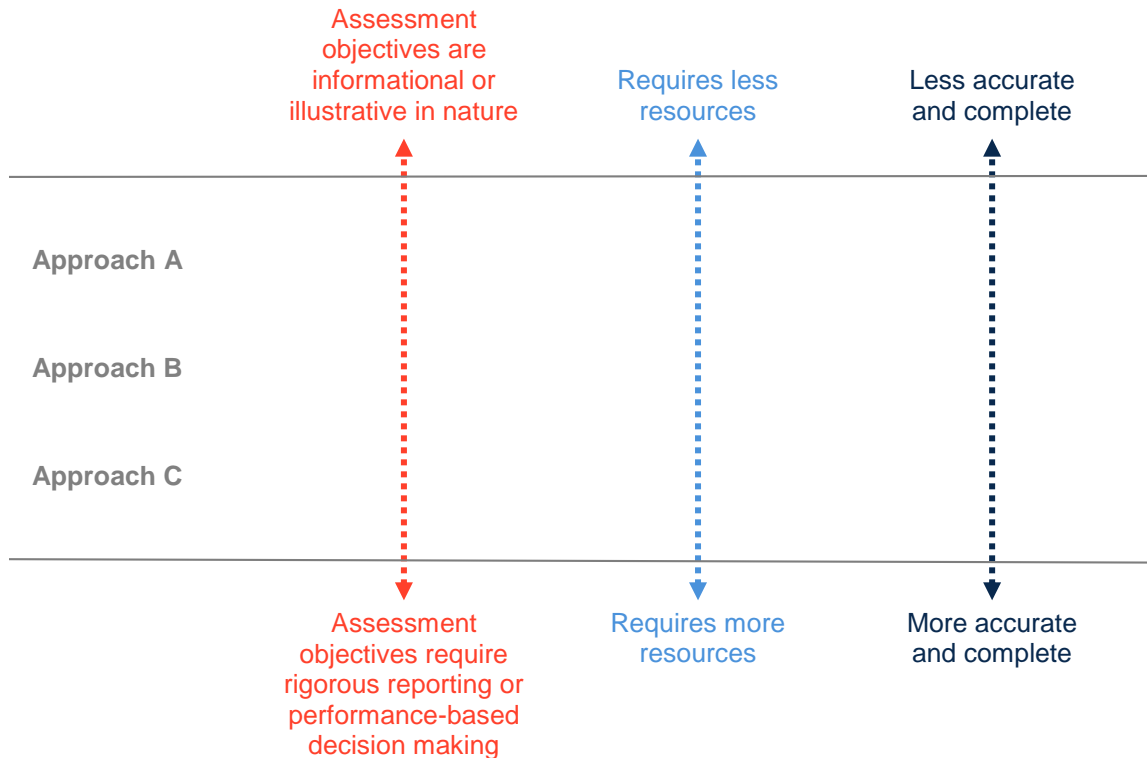 Assessment
objectives are
informational or
illustrative in nature
Requires less
resources
Less accurate
and complete
Approach A
Approach B
Approach C
Assessment
objectives require
rigorous reporting or
performance-based
decision making
Requires more
resources
More accurate
and complete